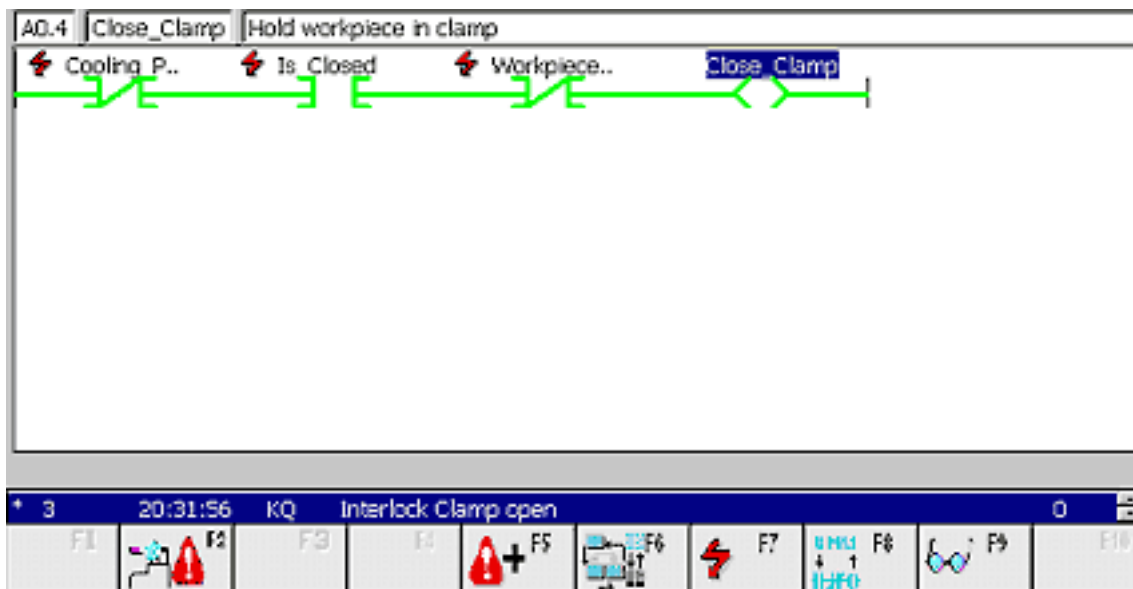 A0.4 Close_Clamp Hold workpiece in clamp
Cooling_P.. Is_Closed Workpiece.. Close_Clamp
* 3 20:31:56 KQ Interlock Clamp open 0
F1 F2 F3 F4 F5 F6 F7 F8 F9 F10